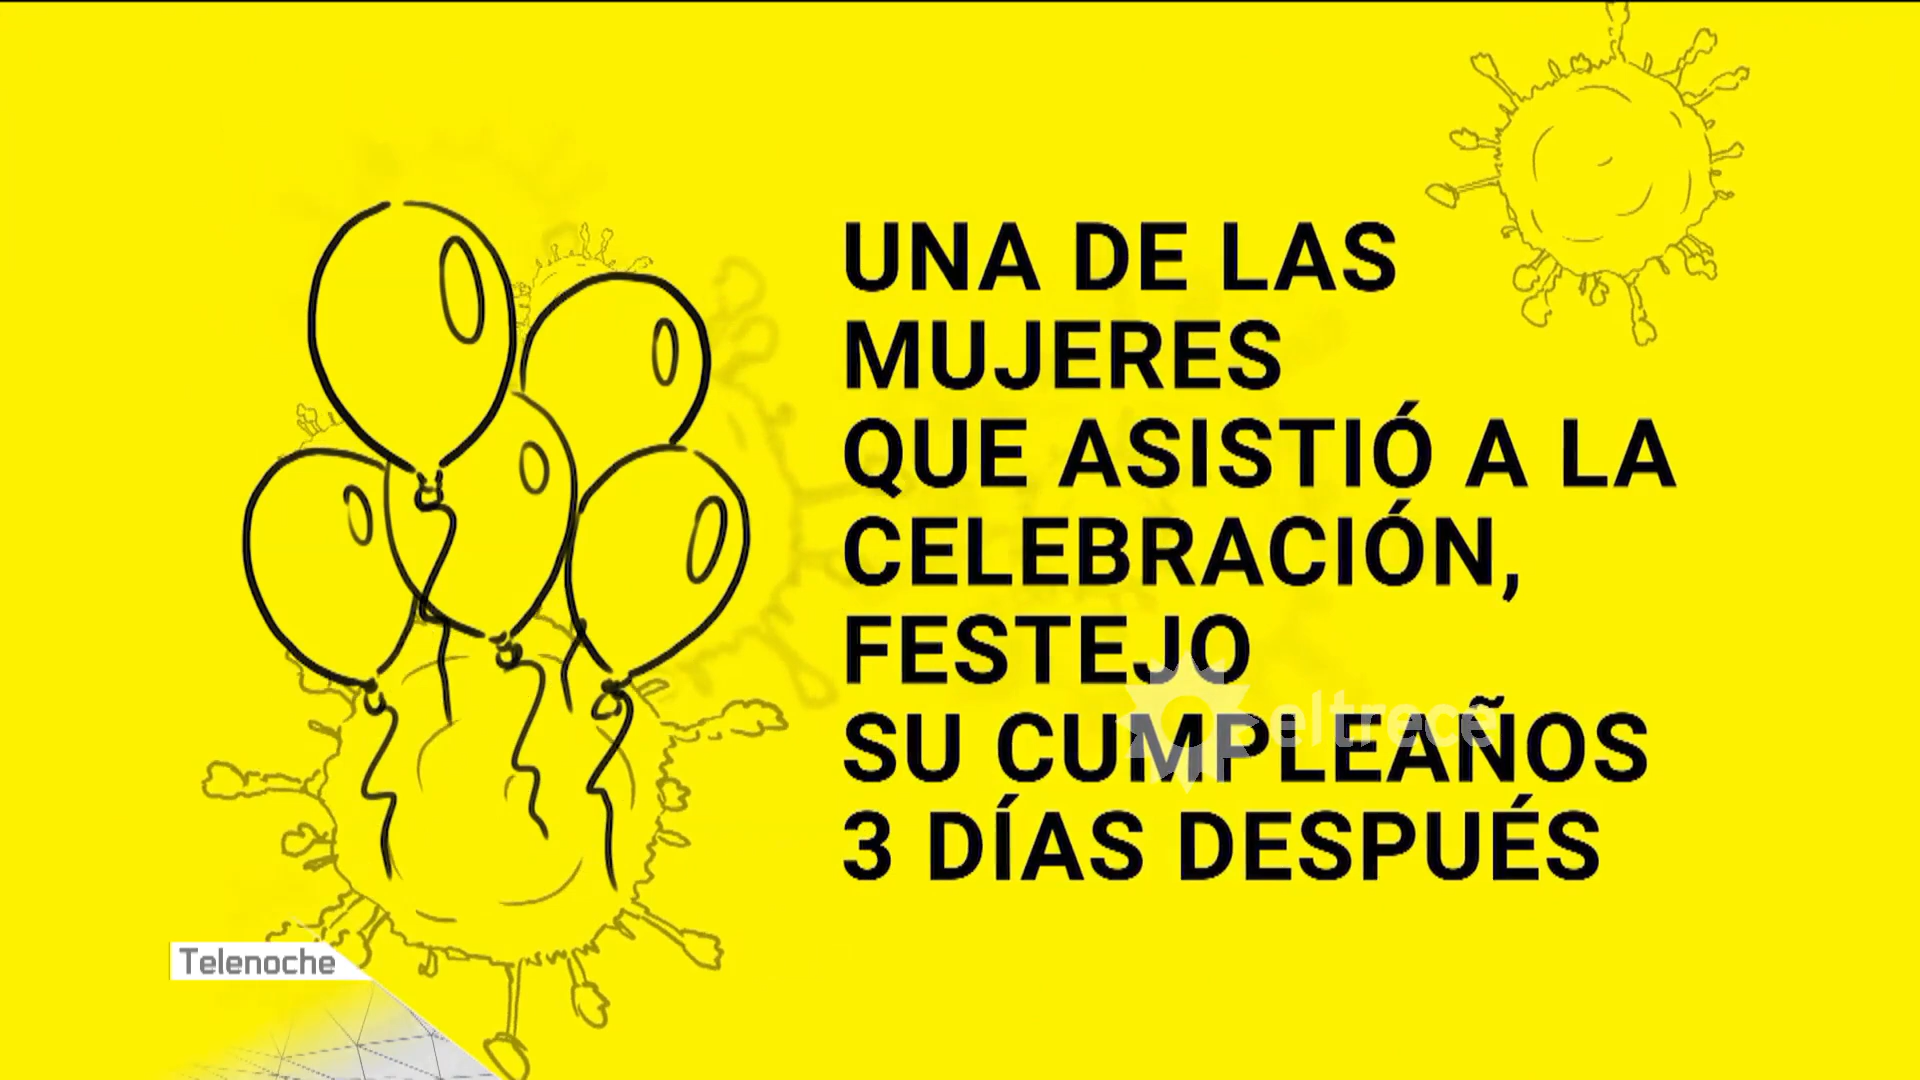 UNA DE LAS
MUJERES
QUE ASISTIÓ A LA
CELEBRACIÓN,
FESTEJO
SU CUMPLEAÑOS
3 DÍAS DESPUÉS
eltrece
Telenoche